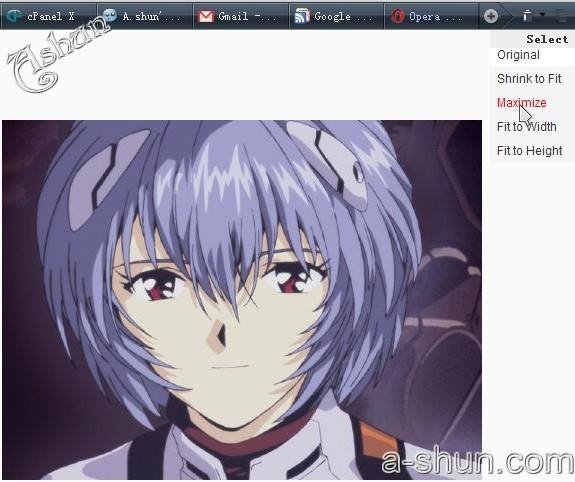 cPanel X
A.shun'...
Gmail -...
Google ...
Opera ...
Ashun
Select
Original
Shrink to Fit
Maximize
Fit to Width
Fit to Height
a-shun.com